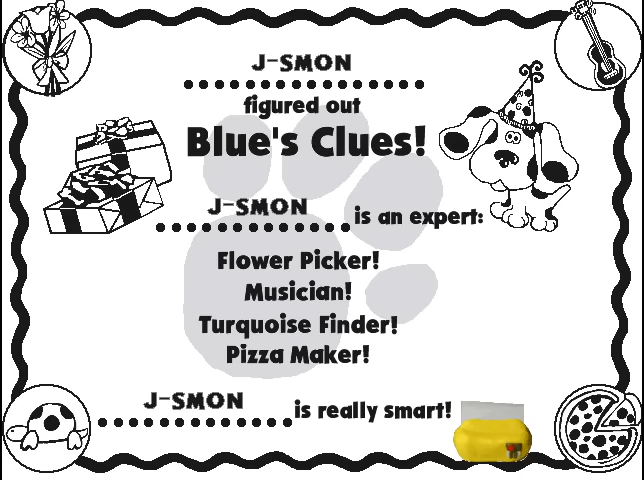 J-SMON
figured out
Blue's Clues!
J-SMON is an expert:
Flower Picker!
Musician!
Turquoise Finder!
Pizza Maker!
J-SMON is really smart!